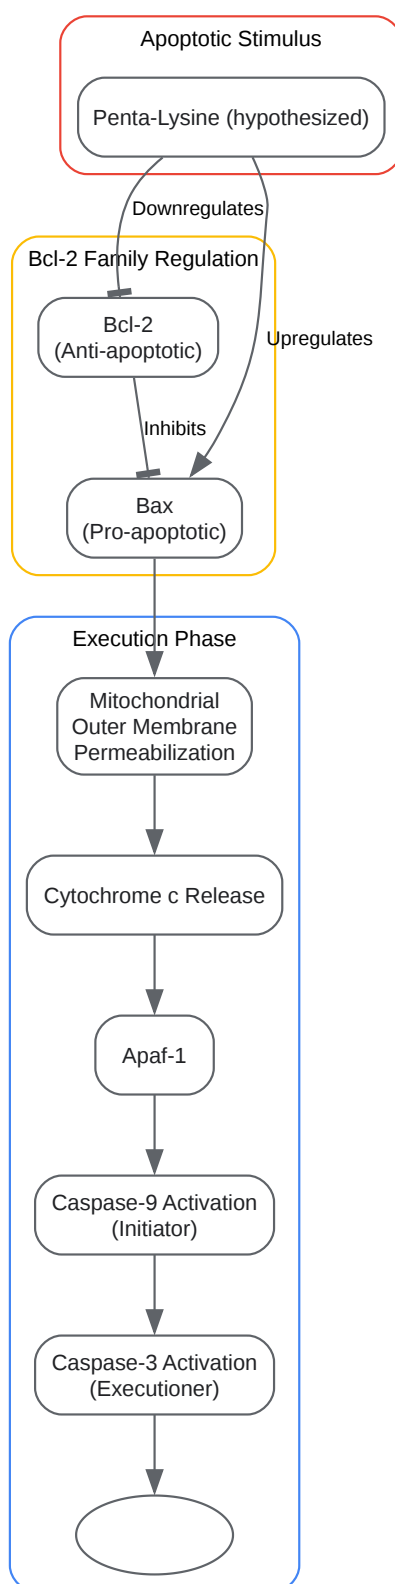 Apoptotic Stimulus
Penta-Lysine (hypothesized)
Downregulates
Bcl-2 Family Regulation
Bcl-2
(Anti-apoptotic)
Upregulates
Inhibits
Bax
(Pro-apoptotic)
Execution Phase
Mitochondrial
Outer Membrane
Permeabilization
Cytochrome c Release
Apaf-1
Caspase-9 Activation
(Initiator)
Caspase-3 Activation
(Executioner)